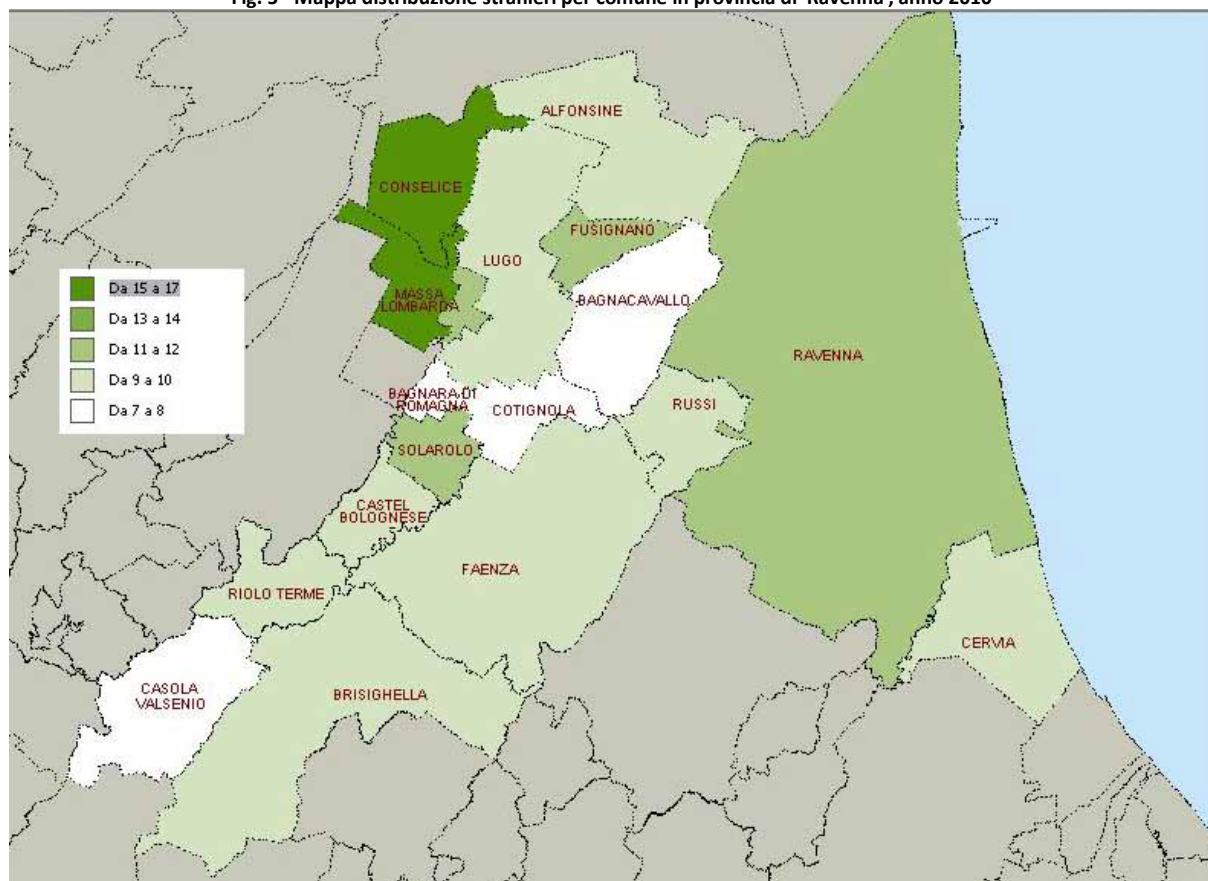 Fig. 5 - Mappa distribuzione stranieri per comune in provincia di Ravenna , anno 2010
ALFONSINE
CONSELICE
FUSIGNANO
LUGO
Da 15 a 17
Da 13 a 14
Da 11 a 12
Da 9 a 10
Da 7 a 8
MASSA
LOMBARDA
BAGNACAVALLO
RAVENNA
BAGNARA DI
ROMAGNA
COTIGNOLA
RUSSI
SOLAROLO
CASTEL
BOLOGNESE
FAENZA
RIOLO TERME
CERVIA
CASOLA
VALSENIO
BRISIGHELLA